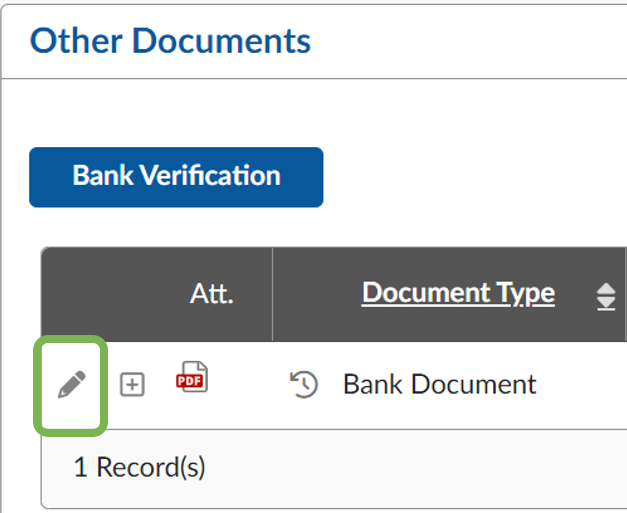 Other Documents
Bank Verification
Att. Document Type
PDF Bank Document
1 Record(s)